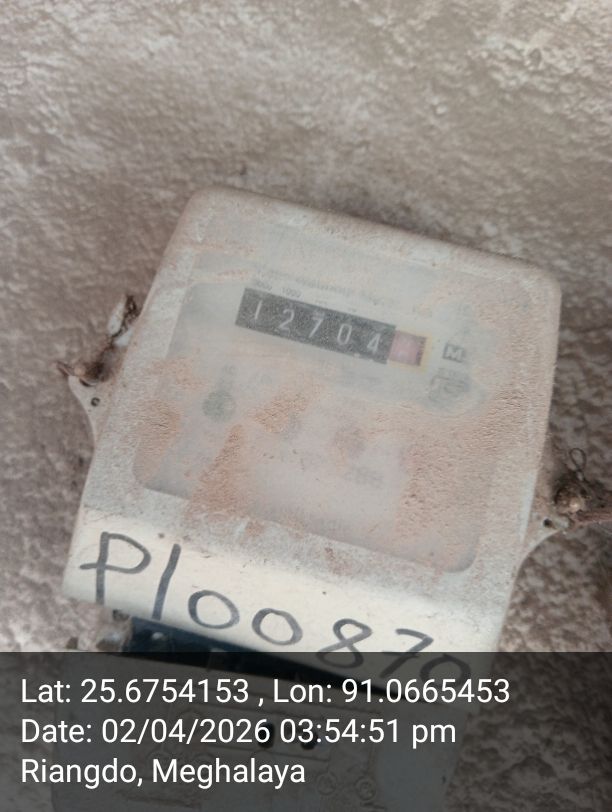 12704
M
P100870
Lat: 25.6754153 , Lon: 91.0665453
Date: 02/04/2026 03:54:51 pm
Riangdo, Meghalaya